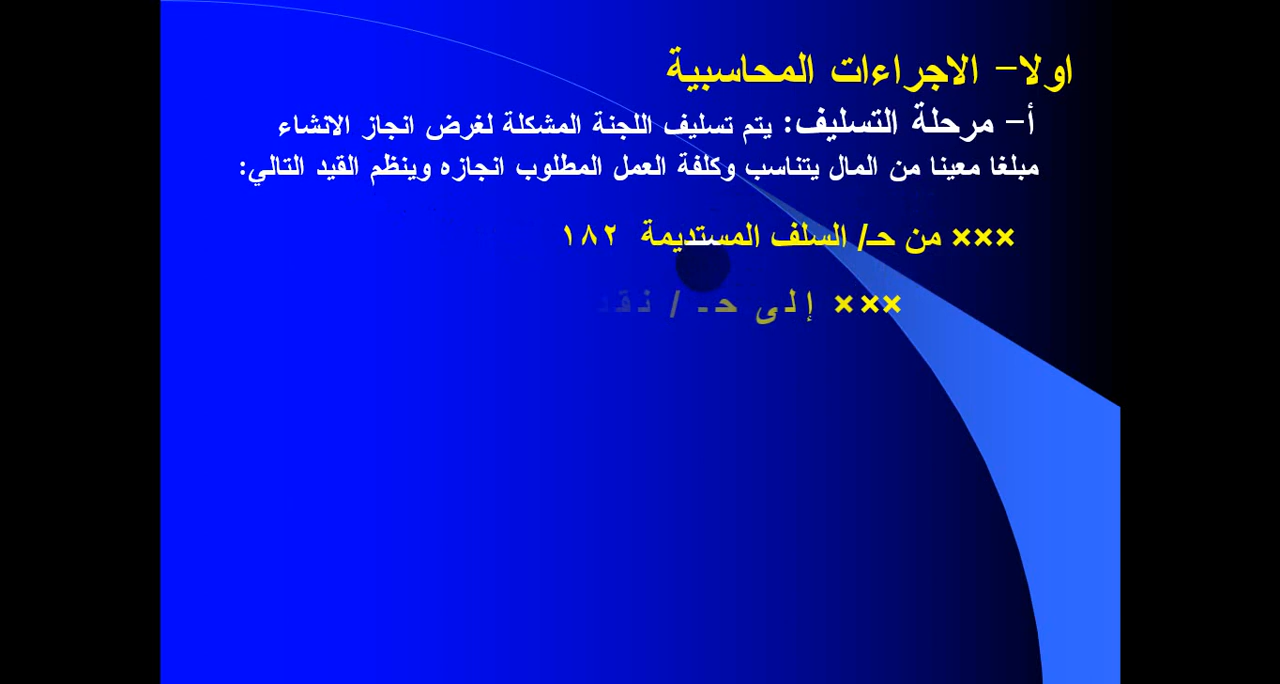 اولا- الاجراءات المحاسبية
أ- مرحلة التسليف: يتم تسليف اللجنة المشكلة لغرض انجاز الانشاء
مبلغا معينا من المال يتناسب وكلفة العمل المطلوب انجازه وينظم القيد التالي:
××× من حـ/ السلف المستديمة ١٨٢
××× إلى حـ /